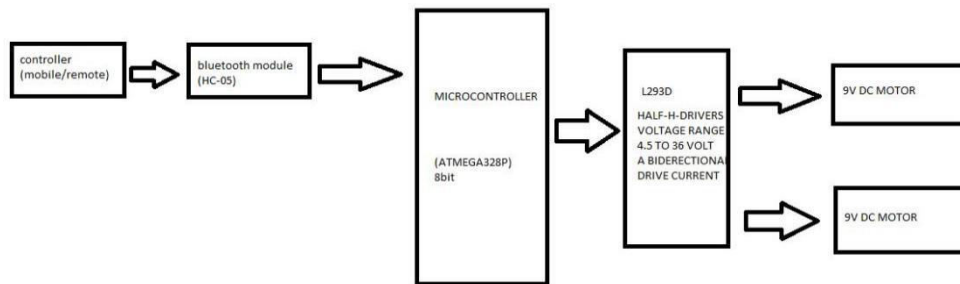 controller
(mobile/remote)
bluetooth module
(HC-05)
MICROCONTROLLER
(ATMEGA328P)
8bit
L293D
HALF-H-DRIVERS
VOLTAGE RANGE
4.5 TO 36 VOLT
A BIDERECTIONAL
DRIVE CURRENT
9V DC MOTOR
9V DC MOTOR